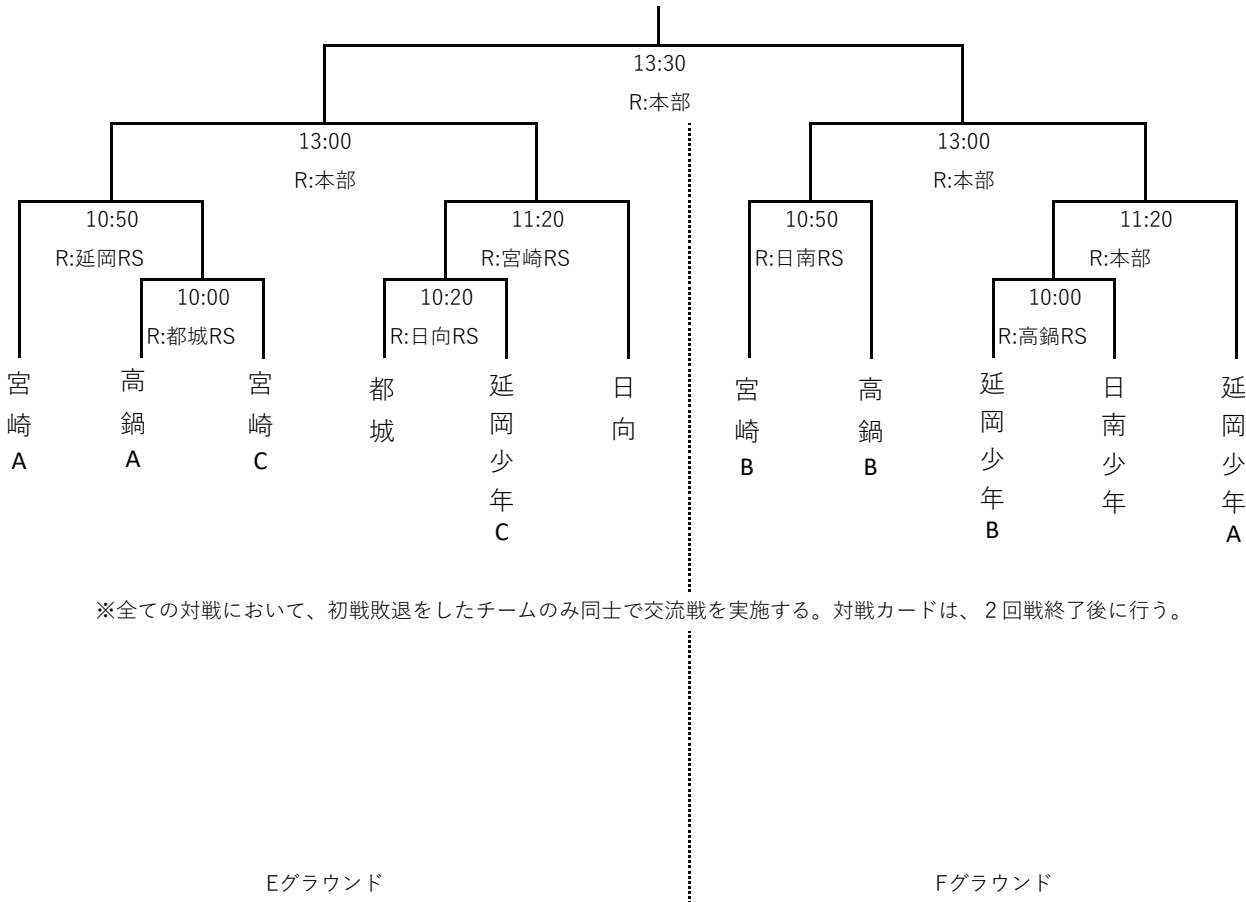 13:30
R:本部
13:00
R:本部
13:00
R:本部
10:50
R:延岡RS
11:20
R:宮崎RS
10:50
R:日南RS
11:20
R:本部
10:00
R:都城RS
10:20
R:日向RS
10:00
R:高鍋RS
宮崎A
高鍋A
宮崎C
都城
延岡少年C
日向
宮崎B
高鍋B
延岡少年B
日南少年
延岡少年A
※全ての対戦において、初戦敗退をしたチームのみ同士で交流戦を実施する。対戦カードは、２回戦終了後に行う。
Eグラウンド
Fグラウンド